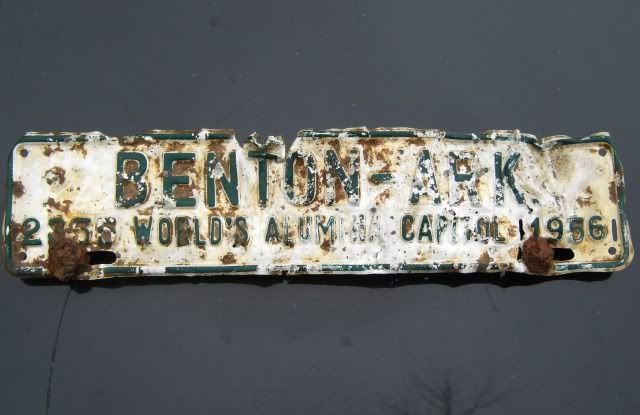 BENTON-ARK.
WORLD'S ALUMINA CAPITOL 1956